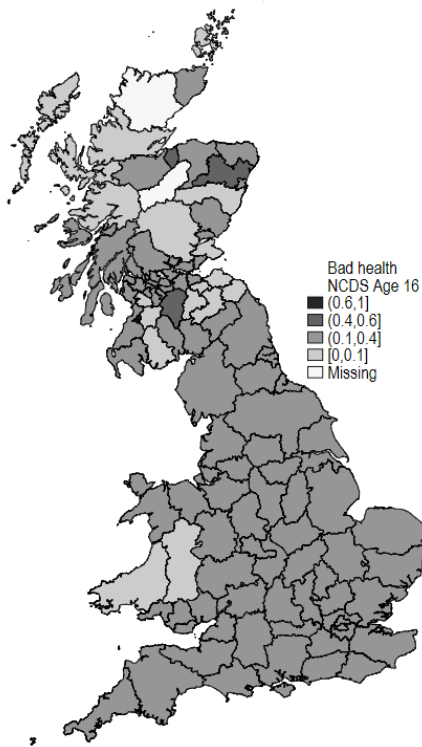 Bad health
NCDS Age 16
(0.6,1]
(0.4,0.6]
(0.1,0.4]
[0,0.1]
Missing